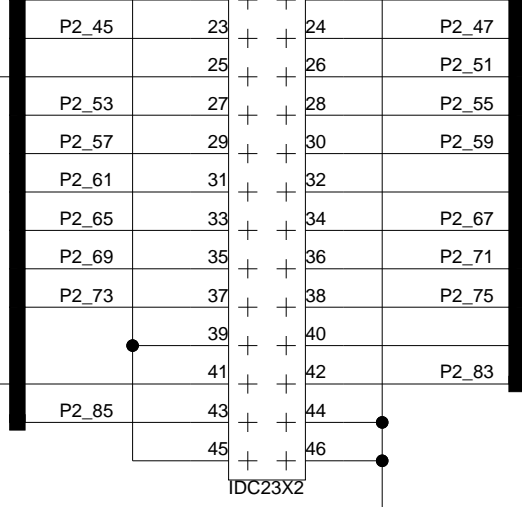 P2_45 23 24 P2_47
25 26 P2_51
P2_53 27 28 P2_55
P2_57 29 30 P2_59
P2_61 31 32
P2_65 33 34 P2_67
P2_69 35 36 P2_71
P2_73 37 38 P2_75
39 40
41 42 P2_83
P2_85 43 44
45 46
IDC23X2